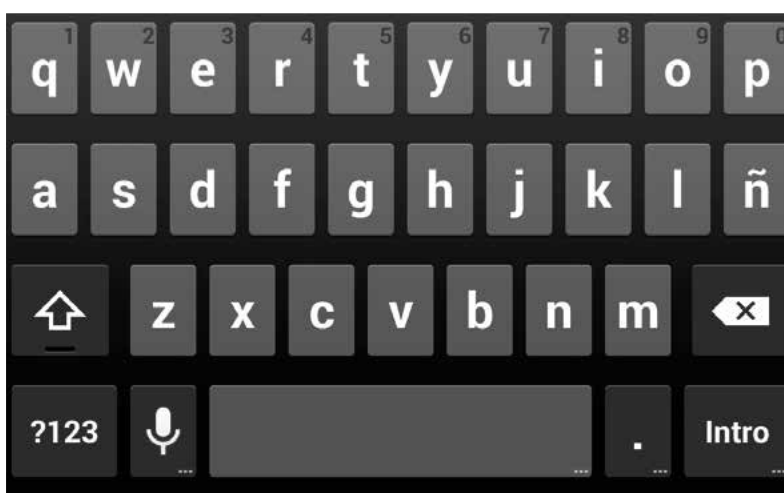 1 2 3 4 5 6 7 8 9 0
q w e r t y u i o p
a s d f g h j k l ñ
z x c v b n m
?123 . Intro